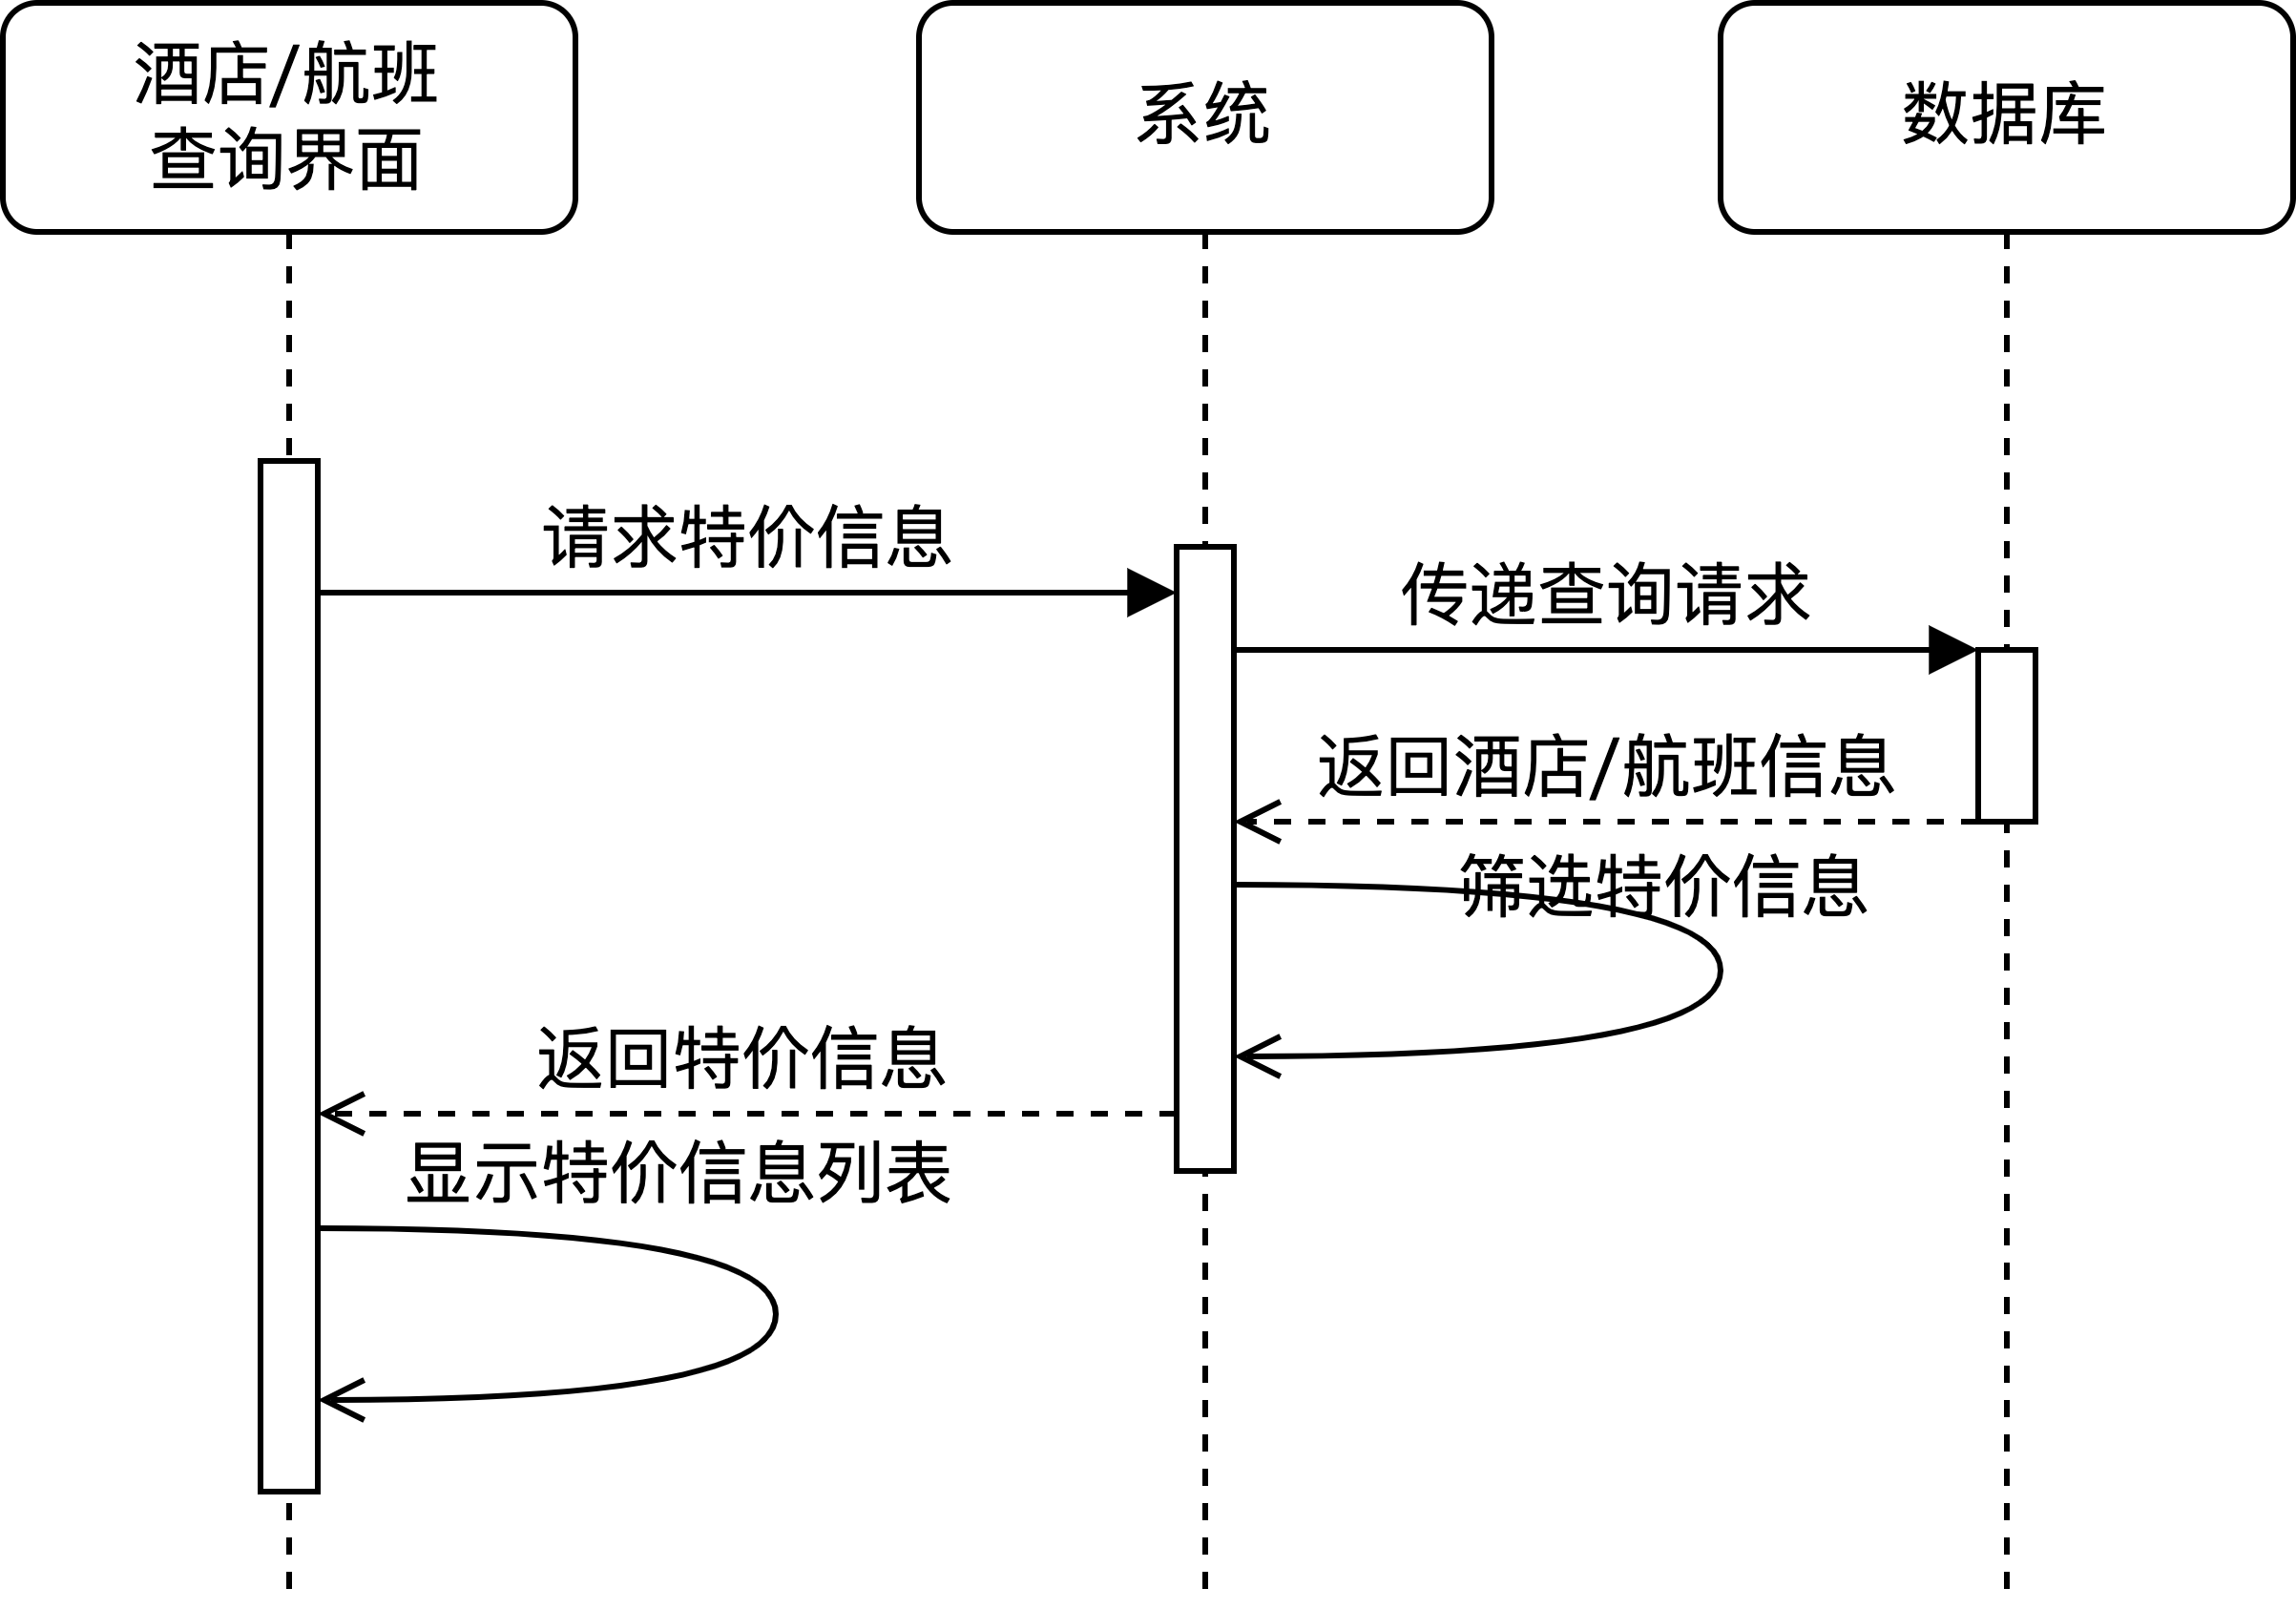 酒店/航班
查询界面
系统
数据库
请求特价信息
传递查询请求
返回酒店/航班信息
筛选特价信息
返回特价信息
显示特价信息列表